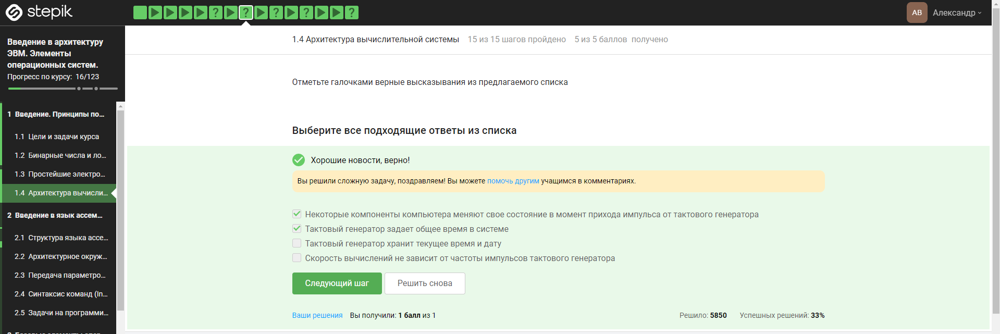 stepik
? ? ? ? ?
АВ Александр
Введение в архитектуру
ЭВМ. Элементы
операционных систем.
Прогресс по курсу: 16/123
1 Введение. Принципы по...
1.1 Цели и задачи курса
1.2 Бинарные числа и ло...
1.3 Простейшие электро...
1.4 Архитектура вычисли...
2 Введение в язык ассем...
2.1 Структура языка ассе...
2.2 Архитектурное окруж...
2.3 Передача параметро...
2.4 Синтаксис команд (In...
2.5 Задачи на программи...
1.4 Архитектура вычислительной системы 15 из 15 шагов пройдено 5 из 5 баллов получено
Отметьте галочками верные высказывания из предлагаемого списка
Выберите все подходящие ответы из списка
Хорошие новости, верно!
Вы решили сложную задачу, поздравляем! Вы можете помочь другим учащимся в комментариях.
Некоторые компоненты компьютера меняют свое состояние в момент прихода импульса от тактового генератора
Тактовый генератор задает общее время в системе
Тактовый генератор хранит текущее время и дату
Скорость вычислений не зависит от частоты импульсов тактового генератора
Следующий шаг Решить снова
Ваши решения Вы получили: 1 балл из 1 Решило: 5850 Успешных решений: 33%